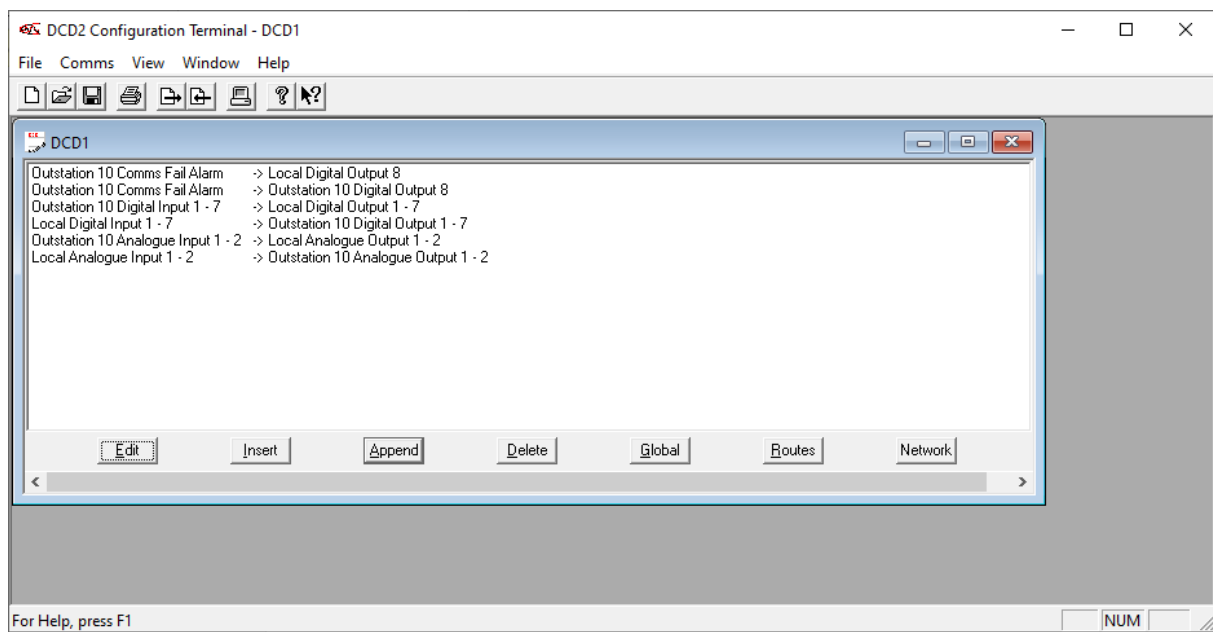 DCD2 Configuration Terminal - DCD1
File Comms View Window Help
DCD1
Outstation 10 Comms Fail Alarm -> Local Digital Output 8
Outstation 10 Comms Fail Alarm -> Outstation 10 Digital Output 8
Outstation 10 Digital Input 1 - 7 -> Local Digital Output 1 - 7
Local Digital Input 1 - 7 -> Outstation 10 Digital Output 1 - 7
Outstation 10 Analogue Input 1 - 2 -> Local Analogue Output 1 - 2
Local Analogue Input 1 - 2 -> Outstation 10 Analogue Output 1 - 2
Edit Insert Append Delete Global Routes Network
For Help, press F1 NUM